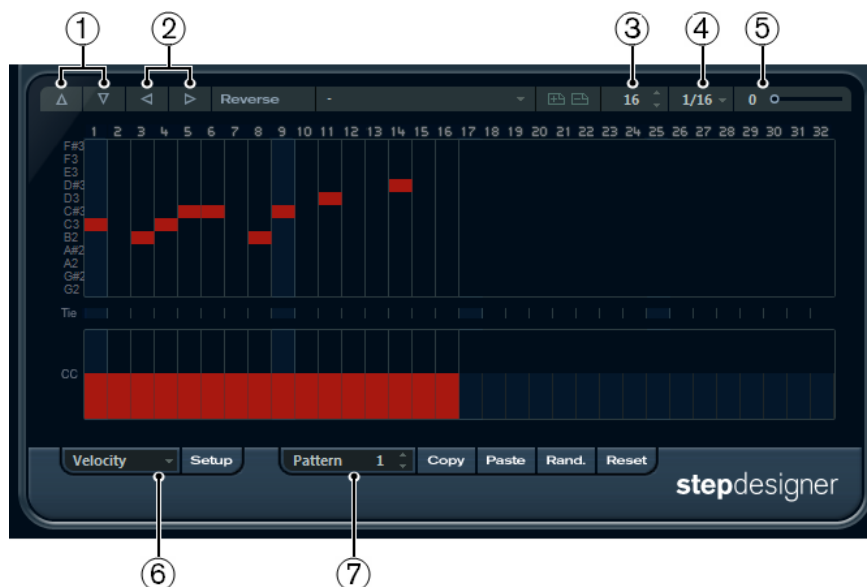 1 2 3 4 5
Reverse - 16 1/16 0
1 2 3 4 5 6 7 8 9 10 11 12 13 14 15 16 17 18 19 20 21 22 23 24 25 26 27 28 29 30 31 32
F#3
F3
E3
D#3
D3
C#3
C3
B2
A#2
A2
G#2
G2
Tie
CC
Velocity Setup Pattern 1 Copy Paste Rand. Reset
stepdesigner
6 7